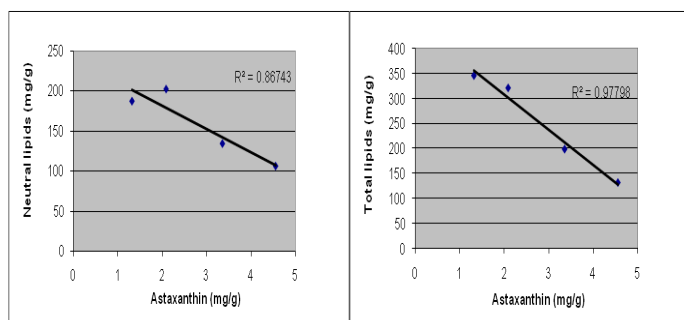 250
200
150
100
50
0
0 1 2 3 4 5
Neutral lipids (mg/g)
R² = 0.86743
Astaxanthin (mg/g)
400
350
300
250
200
150
100
50
0
0 1 2 3 4 5
Total lipids (mg/g)
R² = 0.97798
Astaxanthin (mg/g)